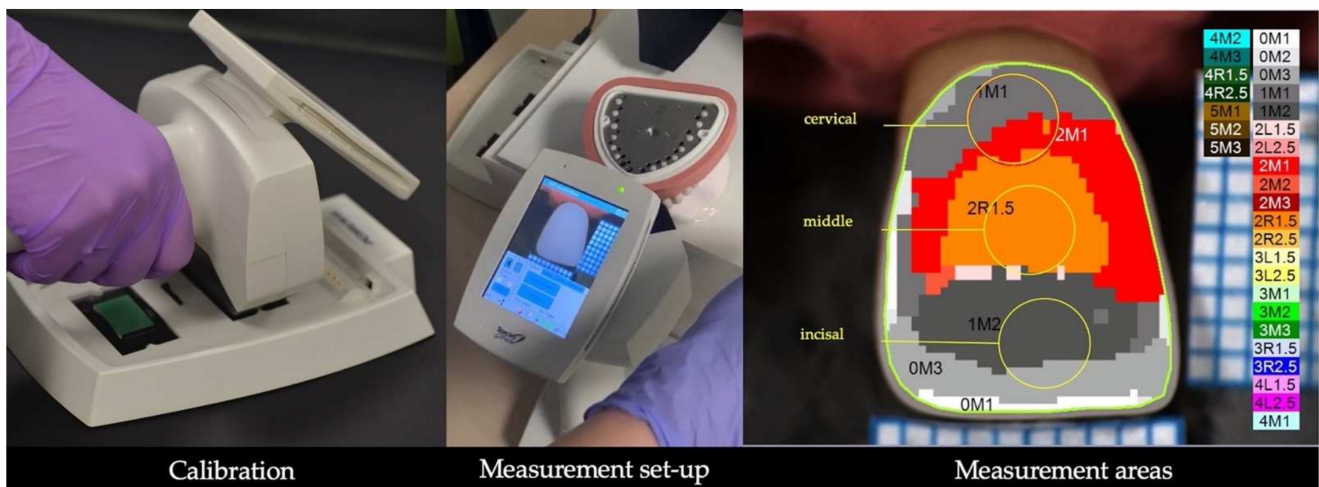 1M1
cervical
2M1
2R1.5
middle
1M2
incisal
0M3
0M1
4M2 0M1
4M3 0M2
4R1.5 0M3
4R2.5 1M1
5M1 1M2
5M2 2L1.5
5M3 2L2.5
2M1
2M2
2M3
2R1.5
2R2.5
3L1.5
3L2.5
3M1
3M2
3M3
3R1.5
3R2.5
4L1.5
4L2.5
4M1
Calibration
Measurement set-up
Measurement areas